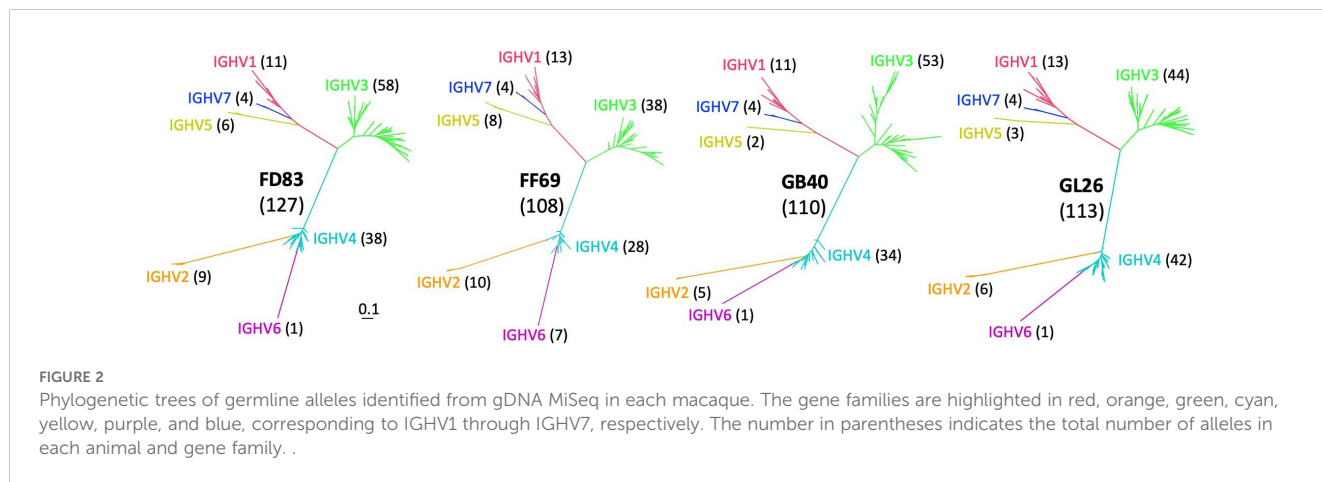 IGHV1 (11)
IGHV3 (58)
IGHV7 (4)
IGHV5 (6)
FD83
(127)
IGHV4 (38)
IGHV2 (9)
0.1
IGHV6 (1)
IGHV1 (13)
IGHV7 (4)
IGHV3 (38)
IGHV5 (8)
FF69
(108)
IGHV4 (28)
IGHV2 (10)
IGHV6 (7)
IGHV1 (11)
IGHV3 (53)
IGHV7 (4)
IGHV5 (2)
GB40
(110)
IGHV4 (34)
IGHV2 (5)
IGHV6 (1)
IGHV1 (13)
IGHV3 (44)
IGHV7 (4)
IGHV5 (3)
GL26
(113)
IGHV4 (42)
IGHV2 (6)
IGHV6 (1)
FIGURE 2
Phylogenetic trees of germline alleles identified from gDNA MiSeq in each macaque. The gene families are highlighted in red, orange, green, cyan,
yellow, purple, and blue, corresponding to IGHV1 through IGHV7, respectively. The number in parentheses indicates the total number of alleles in
each animal and gene family. .